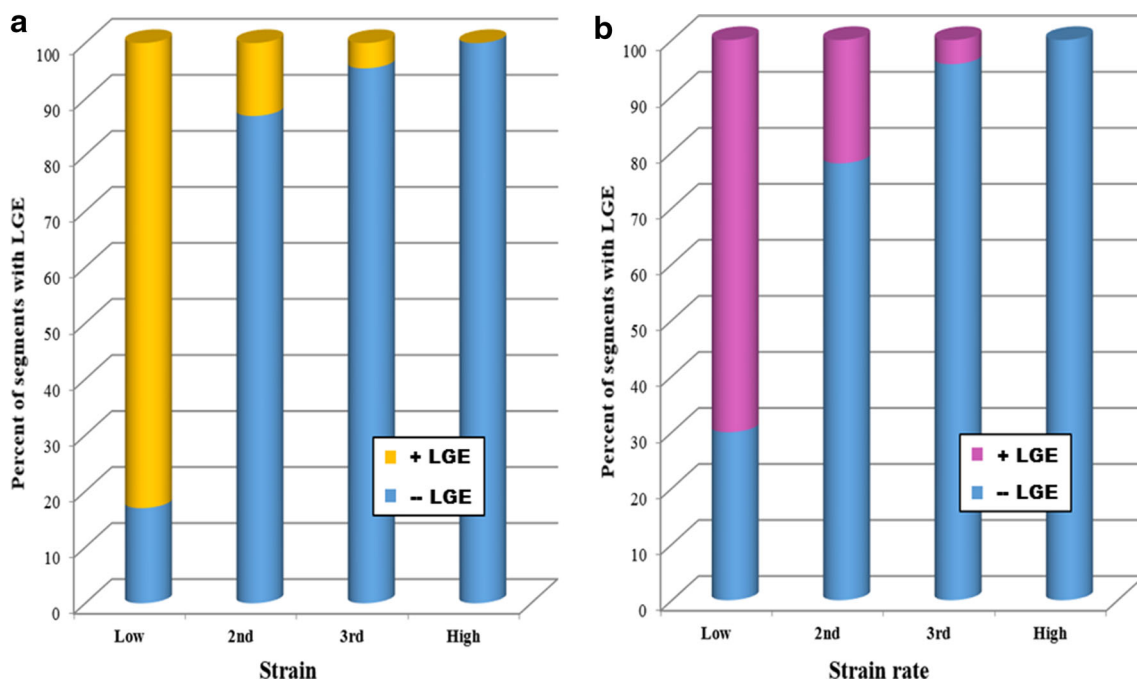 a
Percent of segments with LGE
100
90
80
70
60
50
40
30
20
10
0
Low 2nd 3rd High
Strain
+ LGE
-- LGE
b
Percent of segments with LGE
100
90
80
70
60
50
40
30
20
10
0
Low 2nd 3rd High
Strain rate
+ LGE
-- LGE